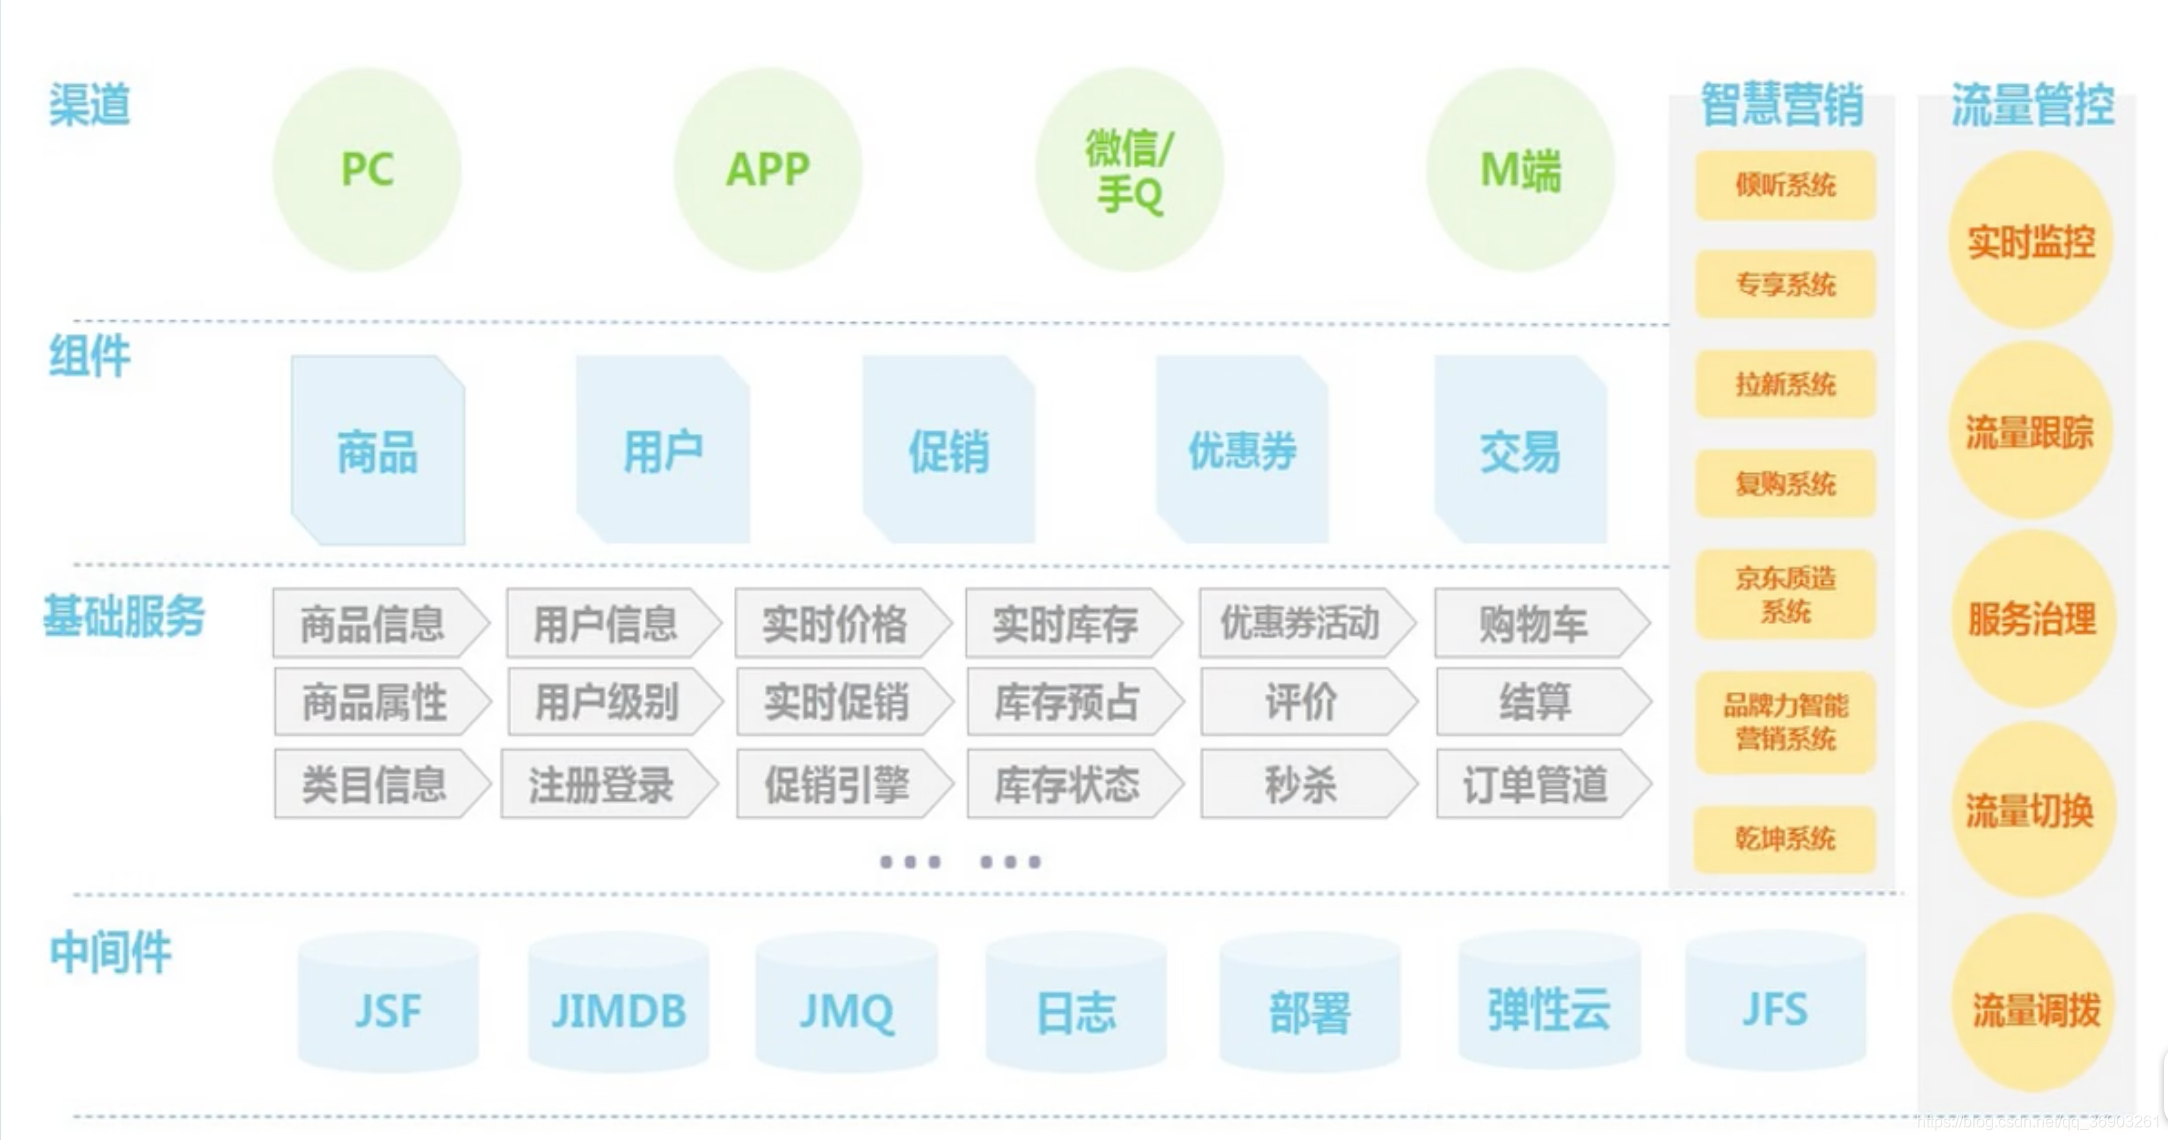 渠道
PC
APP
微信/
手Q
M端
组件
商品
用户
促销
优惠券
交易
基础服务
商品信息
用户信息
实时价格
实时库存
优惠券活动
购物车
商品属性
用户级别
实时促销
库存预占
评价
结算
类目信息
注册登录
促销引擎
库存状态
秒杀
订单管道
... ...
中间件
JSF
JIMDB
JMQ
日志
部署
弹性云
JFS
智慧营销
倾听系统
专享系统
拉新系统
复购系统
京东质造
系统
品牌力智能
营销系统
乾坤系统
流量管控
实时监控
流量跟踪
服务治理
流量切换
流量调拨
https://blog.csdn.net/qq_36903261